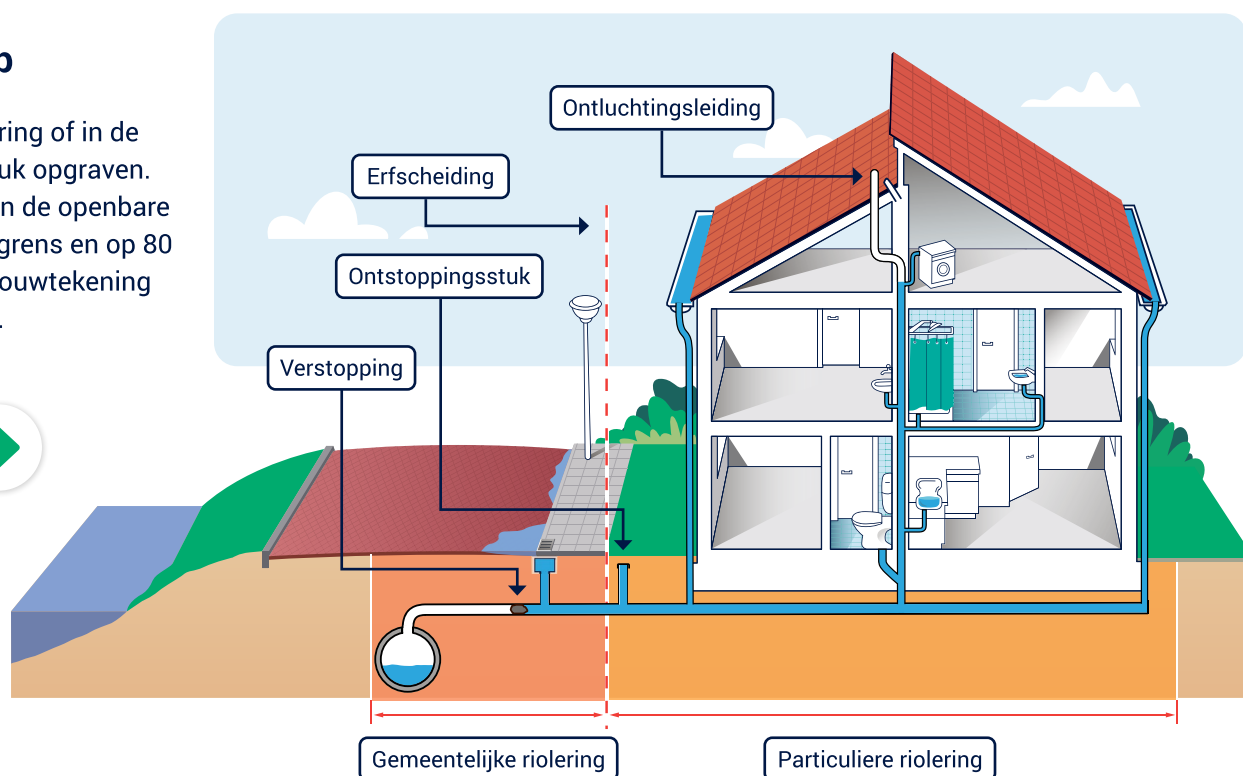 ring of in de
uk opgraven.
n de openbare
grens en op 80
ouwtekening
.
Ontluchtingsleiding
Erfscheiding
Ontstoppingsstuk
Verstopping
Gemeentelijke riolering
Particuliere riolering